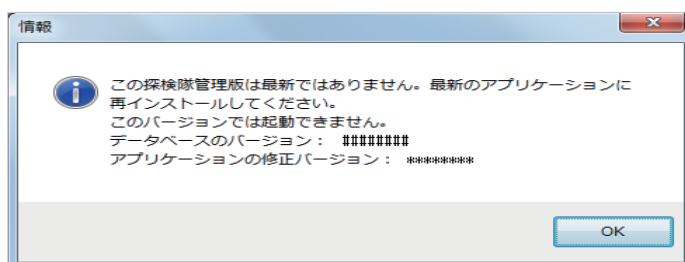 情報
この探検隊管理版は最新ではありません。最新のアプリケーションに
再インストールしてください。
このバージョンでは起動できません。
データベースのバージョン： ########
アプリケーションの修正バージョン： ********
OK